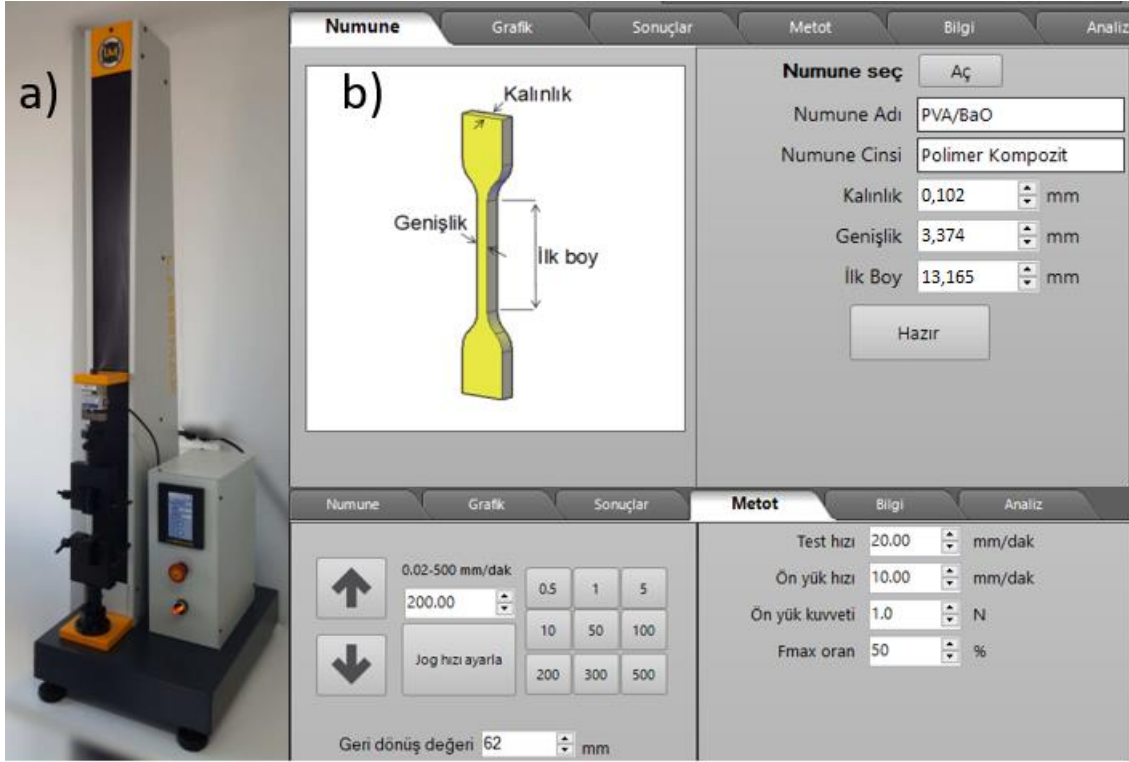 a)
Numune Grafik Sonuçlar Metot Bilgi Analiz
b)
Kalınlık
Genişlik
İlk boy
Numune seç Aç
Numune Adı PVA/BaO
Numune Cinsi Polimer Kompozit
Kalınlık 0,102 mm
Genişlik 3,374 mm
İlk Boy 13,165 mm
Hazır
Numune Grafik Sonuçlar Metot Bilgi Analiz
0.02-500 mm/dak
200.00
0.5 1 5
10 50 100
200 300 500
Jog hızı ayarla
Geri dönüş değeri 62 mm
Test hızı 20.00 mm/dak
Ön yük hızı 10.00 mm/dak
Ön yük kuvveti 1.0 N
Fmax oran 50 %